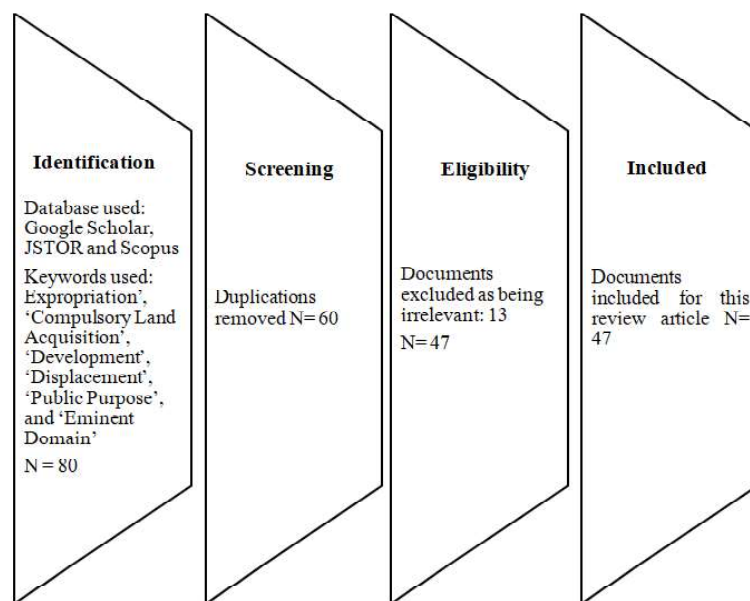 Identification
Database used:
Google Scholar,
JSTOR and Scopus
Keywords used:
Expropriation’,
‘Compulsory Land
Acquisition’,
‘Development’,
‘Displacement’,
‘Public Purpose’,
and ‘Eminent
Domain’
N = 80
Screening
Duplications
removed N= 60
Eligibility
Documents
excluded as being
irrelevant: 13
N= 47
Included
Documents
included for this
review article N=
47